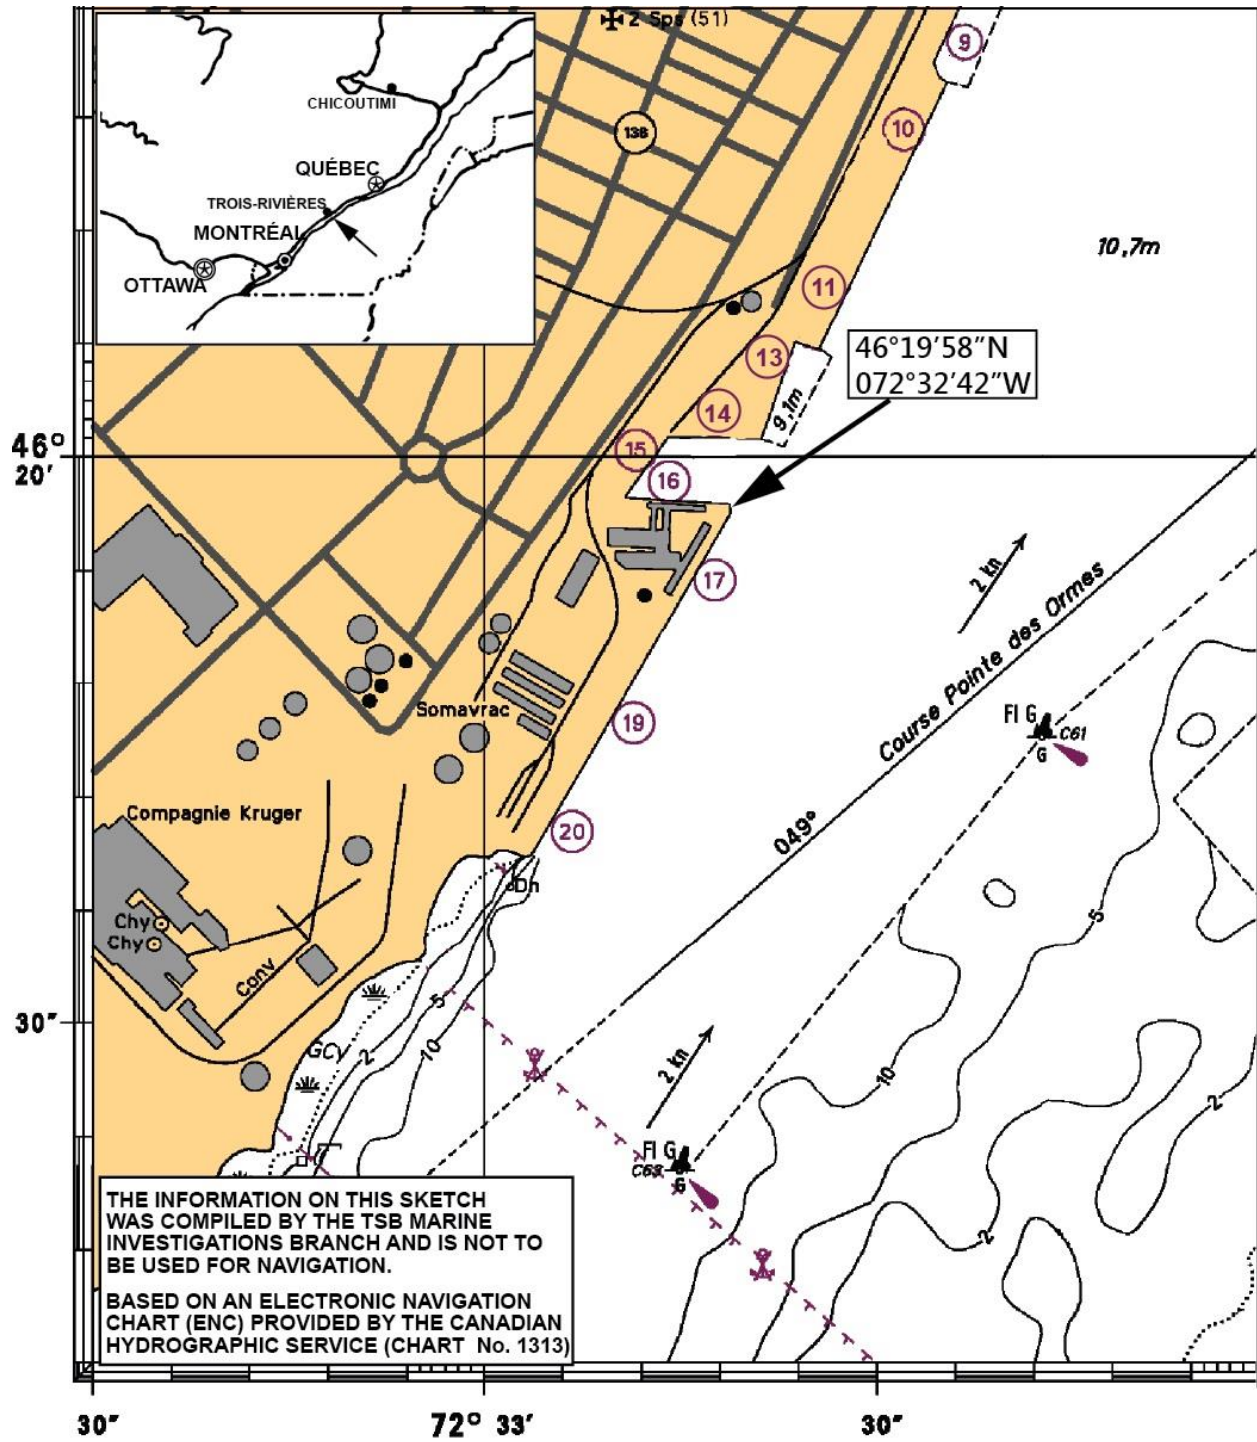 2 Sps (51)
9
CHICOUTIMI
13B
10
QUÉBEC
TROIS-RIVIÈRES
MONTRÉAL
10,7m
OTTAWA
11
46°19'58"N
072°32'42"W
13
9,1m
14
46°
20'
15
16
2 kn
17
Course Pointe des Ormes
Somavrac
19
Fl G
C61
G
Compagnie Kruger
20
049°
Dn
5
Chy
Chy
Conv
5
30"
GCy
2
10
2 kn
10
2
Fl G
C63
G
2
THE INFORMATION ON THIS SKETCH
WAS COMPILED BY THE TSB MARINE
INVESTIGATIONS BRANCH AND IS NOT TO
BE USED FOR NAVIGATION.
BASED ON AN ELECTRONIC NAVIGATION
CHART (ENC) PROVIDED BY THE CANADIAN
HYDROGRAPHIC SERVICE (CHART No. 1313)
30"
72° 33'
30"